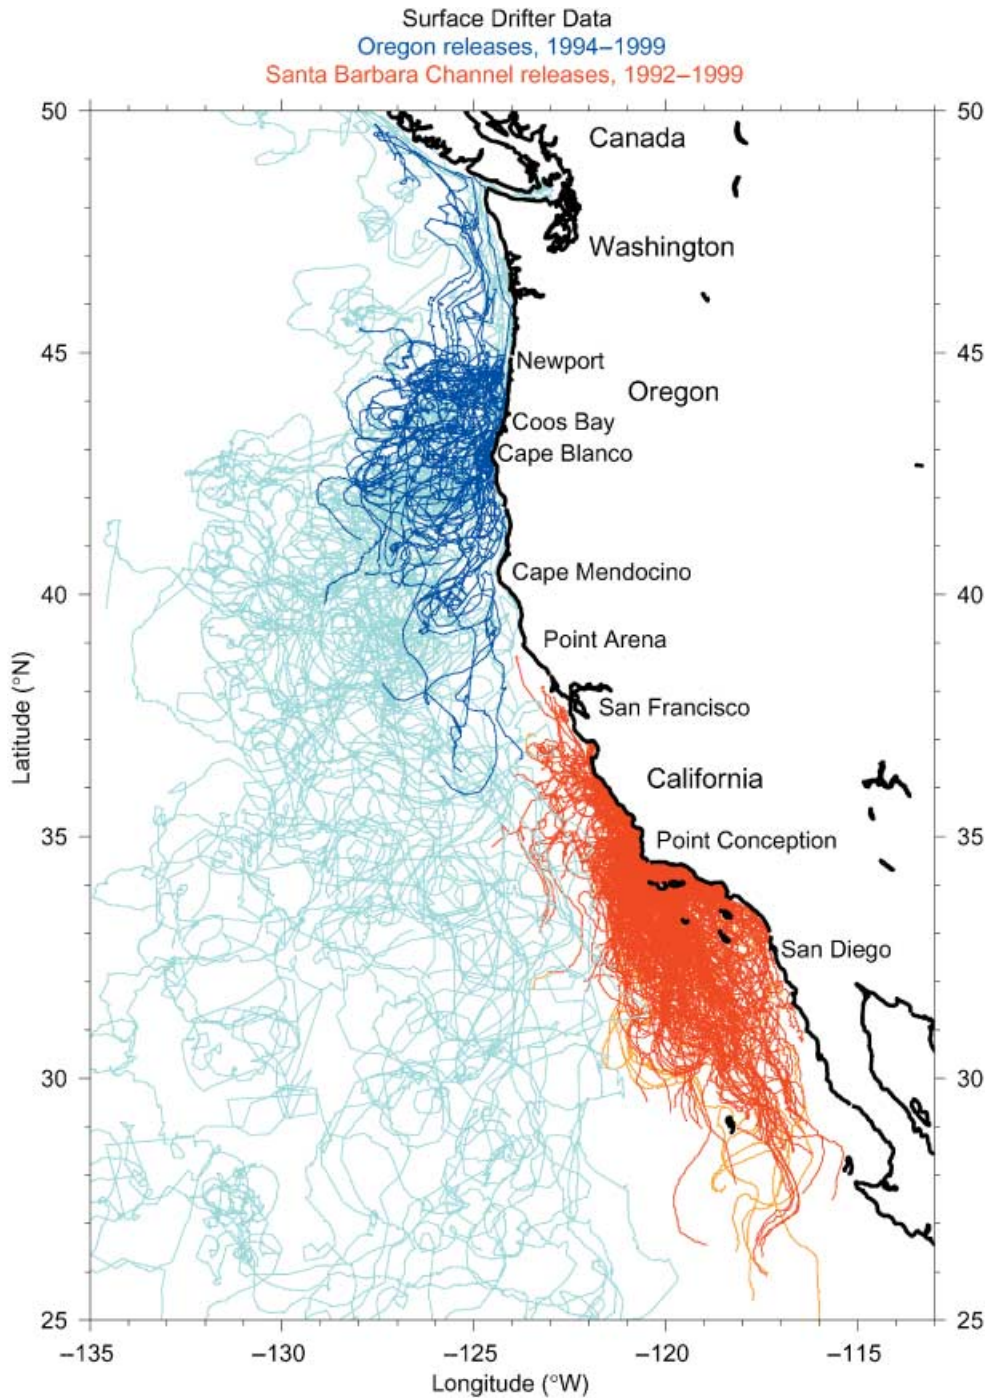 Surface Drifter Data
Oregon releases, 1994–1999
Santa Barbara Channel releases, 1992–1999
50
50
Canada
Washington
45
45
Newport
Oregon
Coos Bay
Cape Blanco
Cape Mendocino
40
40
Point Arena
San Francisco
Latitude (°N)
California
35
35
Point Conception
San Diego
30
30
25
25
–135
–130
–125
–120
–115
Longitude (°W)